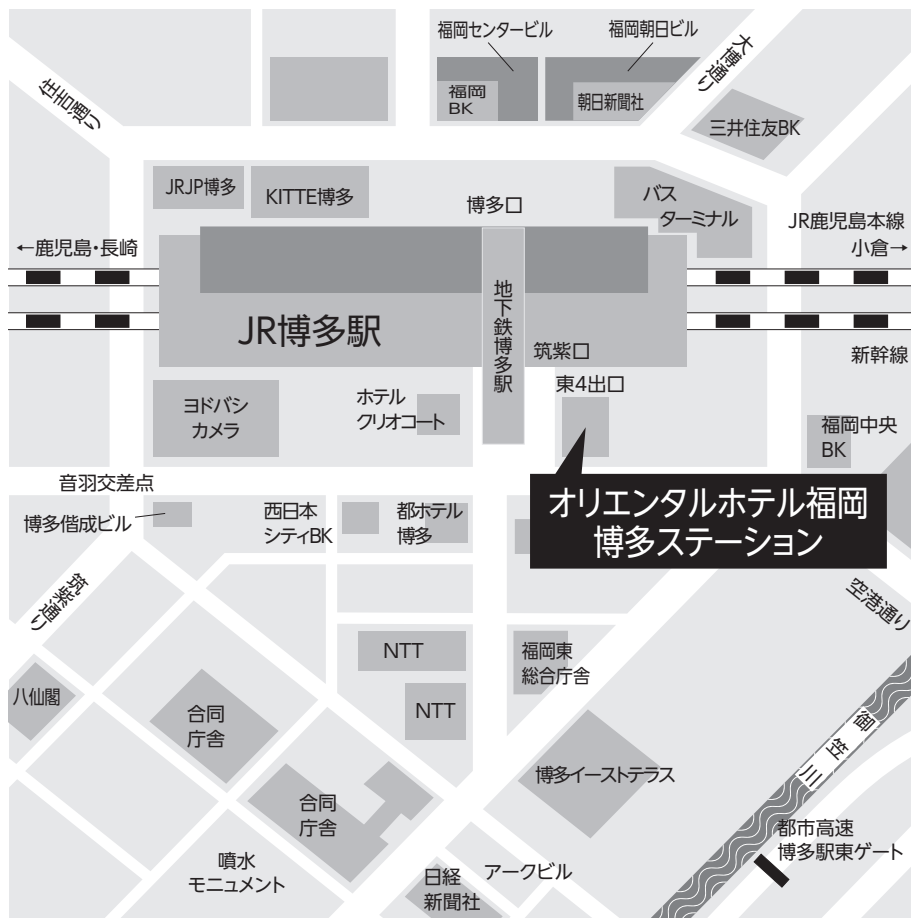 福岡センタービル
福岡朝日ビル
大博通り
住吉通り
福岡
BK
朝日新聞社
三井住友BK
JRJP博多
KITTE博多
博多口
バス
ターミナル
←鹿児島・長崎
JR鹿児島本線
小倉→
地下鉄博多駅
JR博多駅
筑紫口
新幹線
東4出口
ヨドバシ
カメラ
ホテル
クリオコート
福岡中央
BK
音羽交差点
オリエンタルホテル福岡
博多ステーション
博多偕成ビル
西日本
シティBK
都ホテル
博多
筑紫通り
空港通り
NTT
福岡東
総合庁舎
八仙閣
合同
庁舎
NTT
御笠川
博多イーストテラス
合同
庁舎
都市高速
博多駅東ゲート
噴水
モニュメント
日経
新聞社
アークビル